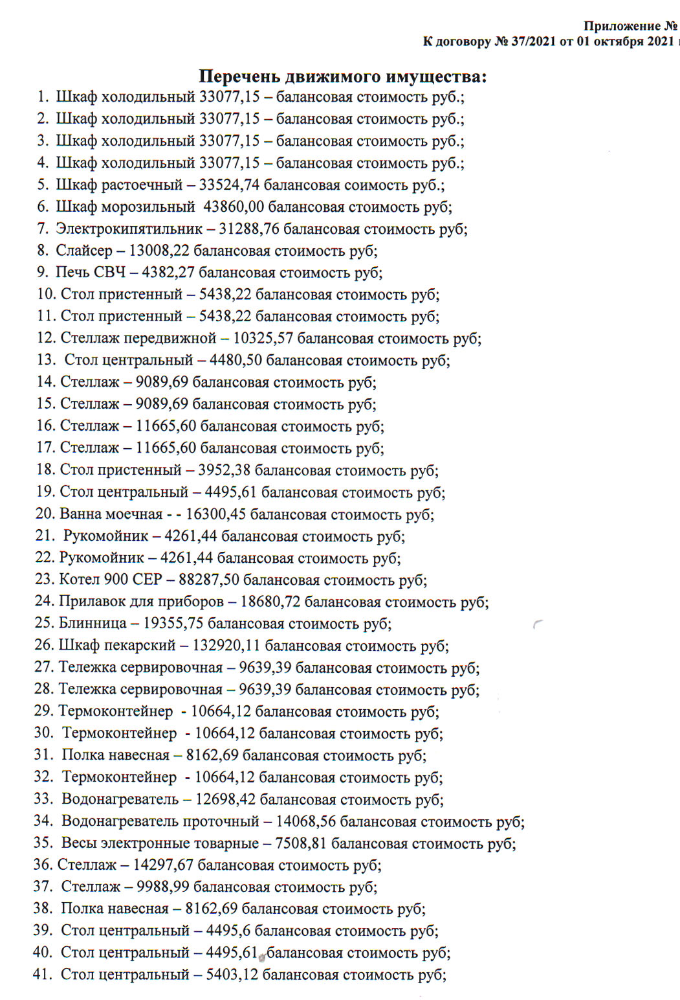 Приложение №
К договору № 37/2021 от 01 октября 2021
Перечень движимого имущества:
1. Шкаф холодильный 33077,15 – балансовая стоимость руб.;
2. Шкаф холодильный 33077,15 – балансовая стоимость руб.;
3. Шкаф холодильный 33077,15 – балансовая стоимость руб.;
4. Шкаф холодильный 33077,15 – балансовая стоимость руб.;
5. Шкаф растоечный – 33524,74 балансовая соимость руб.;
6. Шкаф морозильный 43860,00 балансовая стоимость руб;
7. Электрокипятильник – 31288,76 балансовая стоимость руб;
8. Слайсер – 13008,22 балансовая стоимость руб;
9. Печь СВЧ – 4382,27 балансовая стоимость руб;
10. Стол пристенный – 5438,22 балансовая стоимость руб;
11. Стол пристенный – 5438,22 балансовая стоимость руб;
12. Стеллаж передвижной – 10325,57 балансовая стоимость руб;
13. Стол центральный – 4480,50 балансовая стоимость руб;
14. Стеллаж – 9089,69 балансовая стоимость руб;
15. Стеллаж – 9089,69 балансовая стоимость руб;
16. Стеллаж – 11665,60 балансовая стоимость руб;
17. Стеллаж – 11665,60 балансовая стоимость руб;
18. Стол пристенный – 3952,38 балансовая стоимость руб;
19. Стол центральный – 4495,61 балансовая стоимость руб;
20. Ванна моечная - - 16300,45 балансовая стоимость руб;
21. Рукомойник – 4261,44 балансовая стоимость руб;
22. Рукомойник – 4261,44 балансовая стоимость руб;
23. Котел 900 СЕР – 88287,50 балансовая стоимость руб;
24. Прилавок для приборов – 18680,72 балансовая стоимость руб;
25. Блинница – 19355,75 балансовая стоимость руб;
26. Шкаф пекарский – 132920,11 балансовая стоимость руб;
27. Тележка сервировочная – 9639,39 балансовая стоимость руб;
28. Тележка сервировочная – 9639,39 балансовая стоимость руб;
29. Термоконтейнер - 10664,12 балансовая стоимость руб;
30. Термоконтейнер - 10664,12 балансовая стоимость руб;
31. Полка навесная – 8162,69 балансовая стоимость руб;
32. Термоконтейнер - 10664,12 балансовая стоимость руб;
33. Водонагреватель – 12698,42 балансовая стоимость руб;
34. Водонагреватель проточный – 14068,56 балансовая стоимость руб;
35. Весы электронные товарные – 7508,81 балансовая стоимость руб;
36. Стеллаж – 14297,67 балансовая стоимость руб;
37. Стеллаж – 9988,99 балансовая стоимость руб;
38. Полка навесная – 8162,69 балансовая стоимость руб;
39. Стол центральный – 4495,6 балансовая стоимость руб;
40. Стол центральный – 4495,61 балансовая стоимость руб;
41. Стол центральный – 5403,12 балансовая стоимость руб;